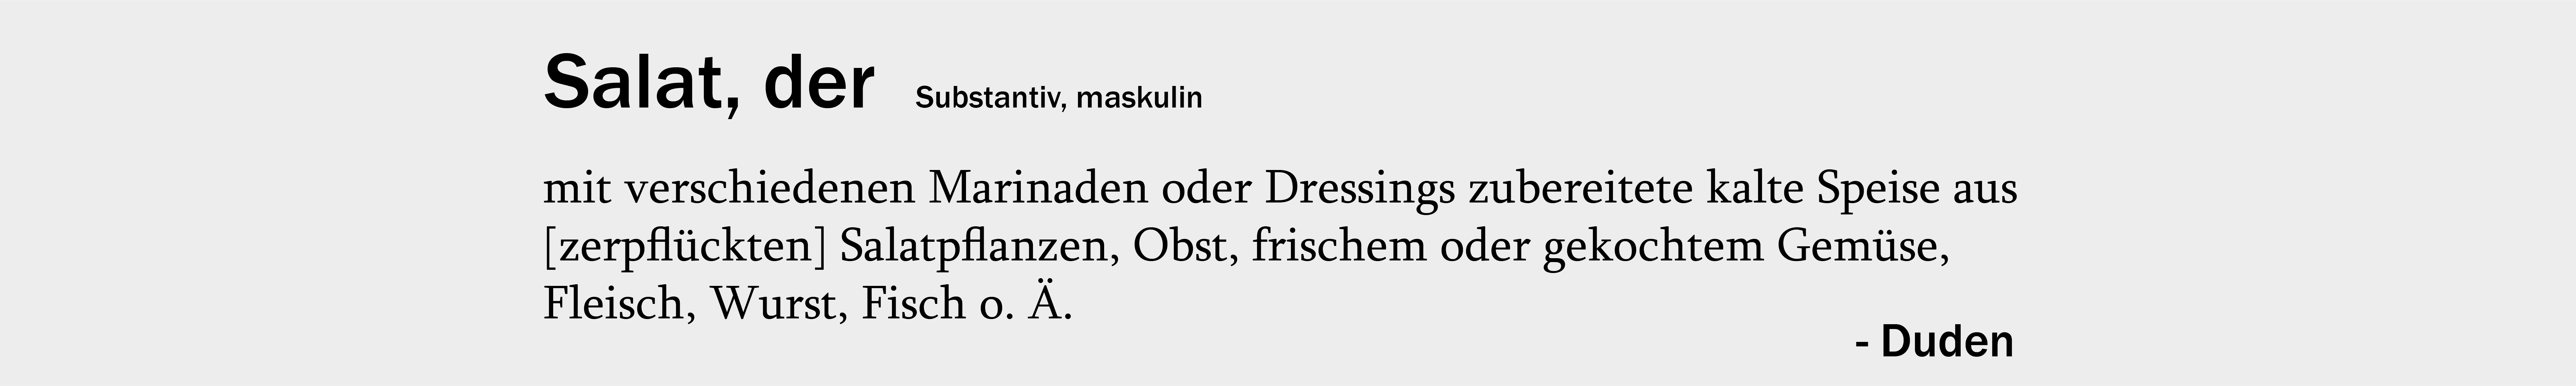 Salat, der Substantiv, maskulin
mit verschiedenen Marinaden oder Dressings zubereitete kalte Speise aus
[zerpflückten] Salatpflanzen, Obst, frischem oder gekochtem Gemüse,
Fleisch, Wurst, Fisch o. Ä.
- Duden